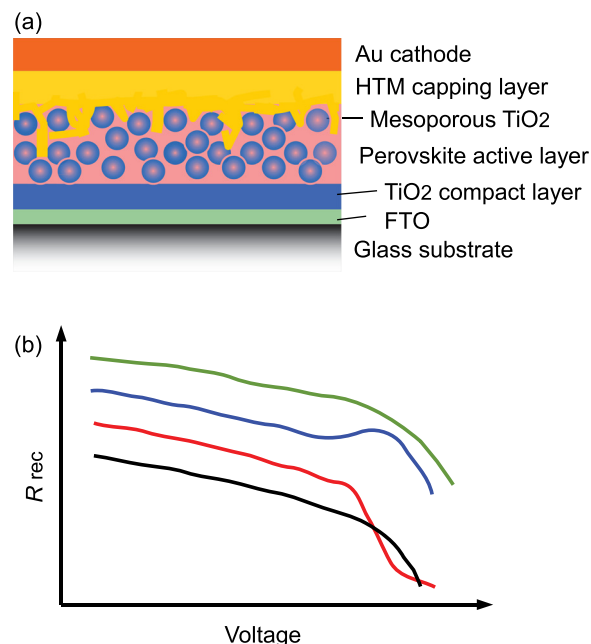 (a)
Au cathode
HTM capping layer
Mesoporous TiO2
Perovskite active layer
TiO2 compact layer
FTO
Glass substrate
(b)
R rec
Voltage